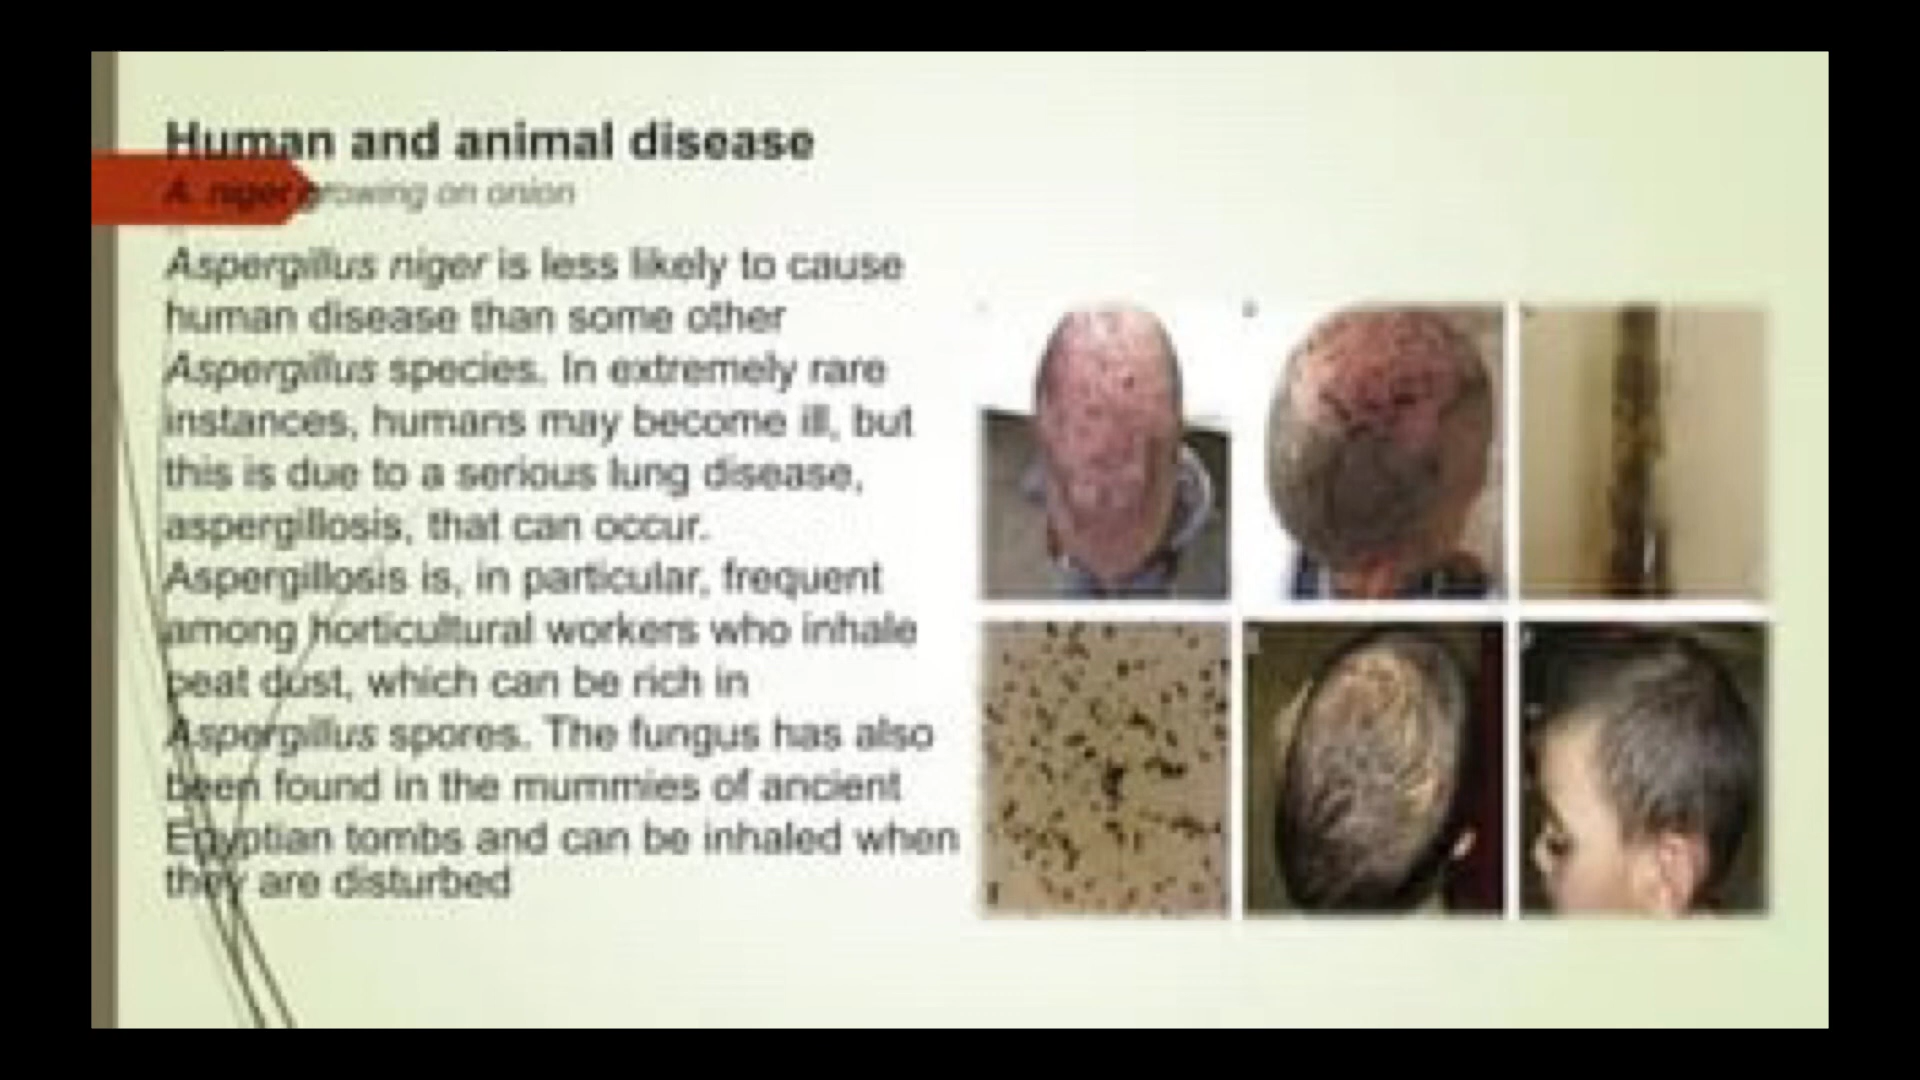 Human and animal disease
A. niger growing on onion
Aspergillus niger is less likely to cause
human disease than some other
Aspergillus species. In extremely rare
instances, humans may become ill, but
this is due to a serious lung disease,
aspergillosis, that can occur.
Aspergillosis is, in particular, frequent
among horticultural workers who inhale
peat dust, which can be rich in
Aspergillus spores. The fungus has also
been found in the mummies of ancient
Egyptian tombs and can be inhaled when
they are disturbed